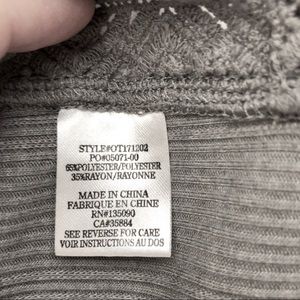 STYLE#OT171202
PO#05071-00
65%POLYESTER/POLYESTER
35%RAYON/RAYONNE
MADE IN CHINA
FABRIQUE EN CHINE
RN#135090
CA#35884
SEE REVERSE FOR CARE
VOIR INSTRUCTIONS AU DOS